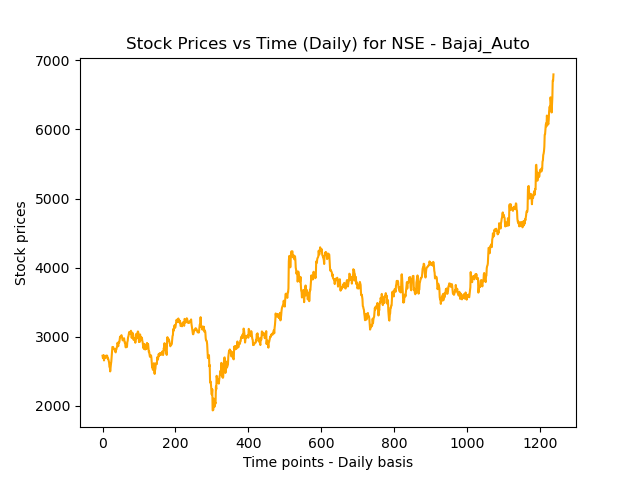 Stock Prices vs Time (Daily) for NSE - Bajaj_Auto
7000
6000
5000
4000
3000
2000
Stock prices
0 200 400 600 800 1000 1200
Time points - Daily basis